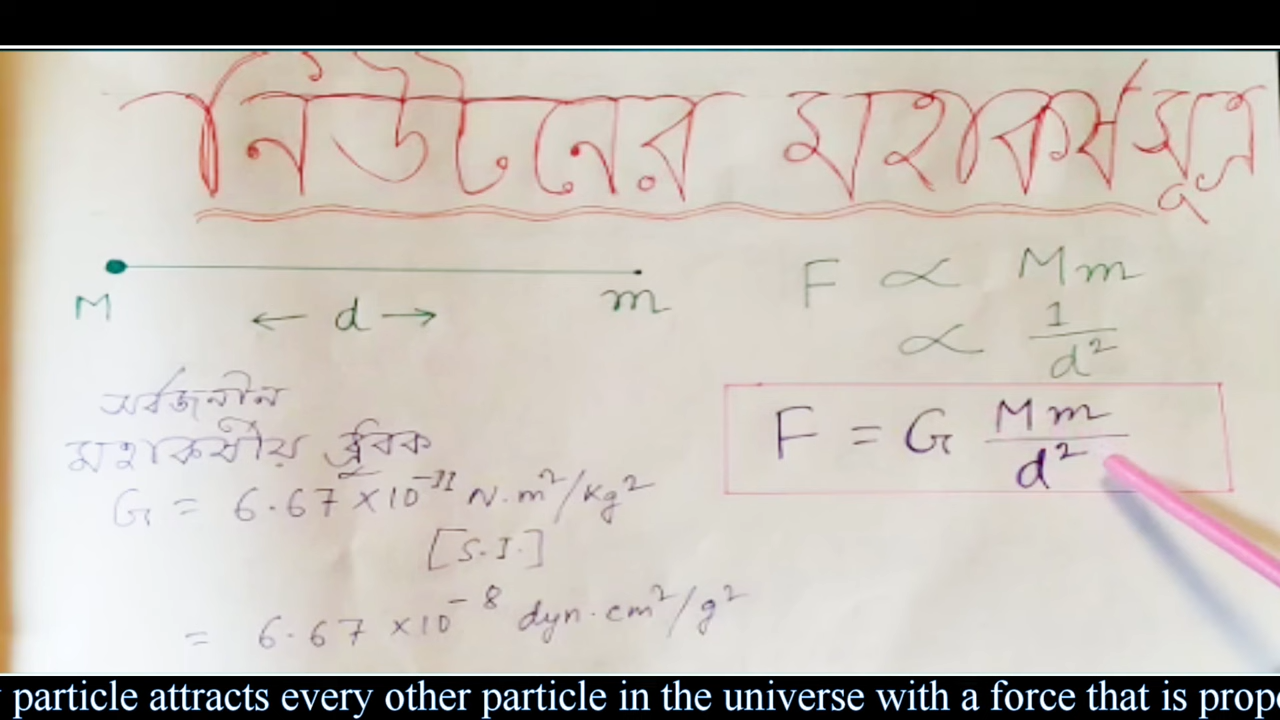 নিউটনের মহাকর্ষ সূত্র
M ← d → m
F ∝ Mm
∝ 1/d²
F = G Mm/d²
সর্বজনীন
মহাকর্ষীয় ধ্রুবক
G = 6.67 × 10⁻¹¹ N.m²/kg²
[S.I.]
= 6.67 × 10⁻⁸ dyn.cm²/g²
particle attracts every other particle in the universe with a force that is prop